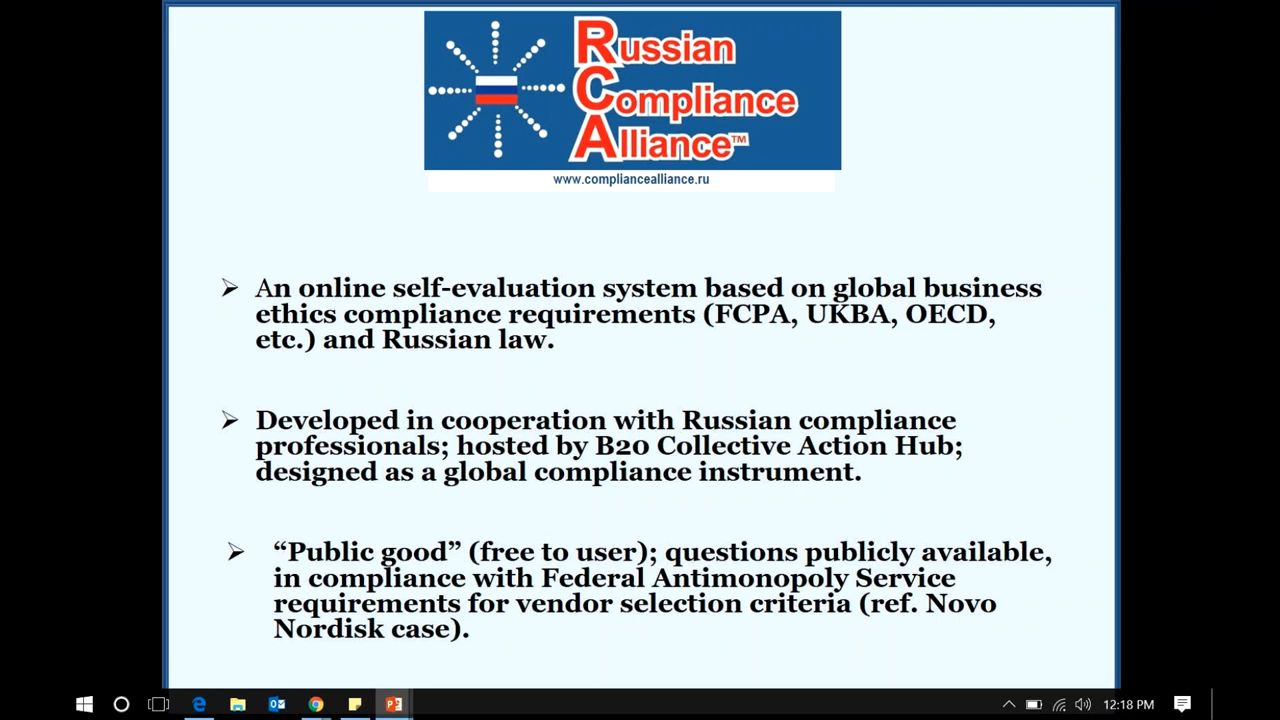 Russian
Compliance
Alliance™
www.compliancealliance.ru
➢ An online self-evaluation system based on global business
ethics compliance requirements (FCPA, UKBA, OECD,
etc.) and Russian law.
➢ Developed in cooperation with Russian compliance
professionals; hosted by B20 Collective Action Hub;
designed as a global compliance instrument.
➢ “Public good” (free to user); questions publicly available,
in compliance with Federal Antimonopoly Service
requirements for vendor selection criteria (ref. Novo
Nordisk case).
12:18 PM